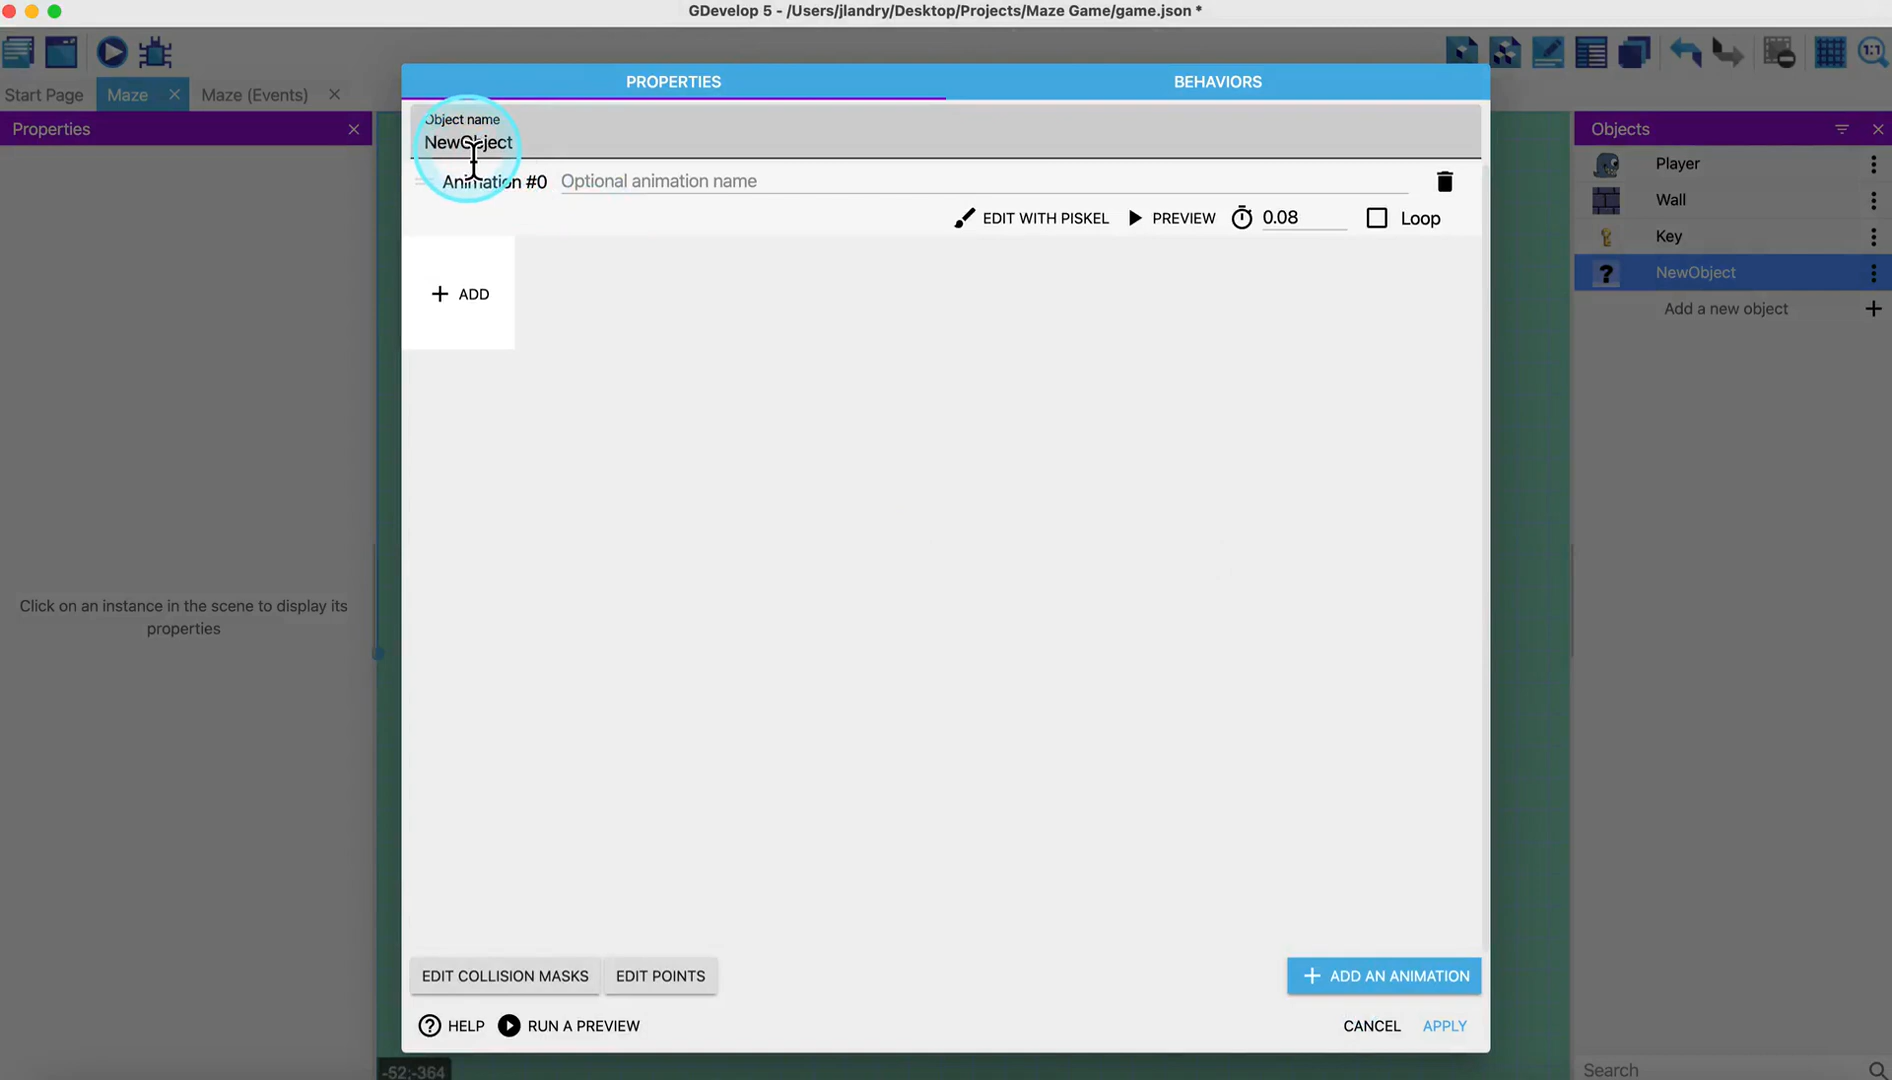 GDevelop 5 - /Users/jlandry/Desktop/Projects/Maze Game/game.json *
1:1
Start Page
Maze
Maze (Events)
Properties
PROPERTIES
BEHAVIORS
Objects
Object name
NewObject
Animation #0
Optional animation name
EDIT WITH PISKEL
PREVIEW
0.08
Loop
ADD
Player
Wall
Key
? NewObject
Add a new object
Click on an instance in the scene to display its
properties
EDIT COLLISION MASKS
EDIT POINTS
ADD AN ANIMATION
? HELP
RUN A PREVIEW
CANCEL
APPLY
-52;-364
Search